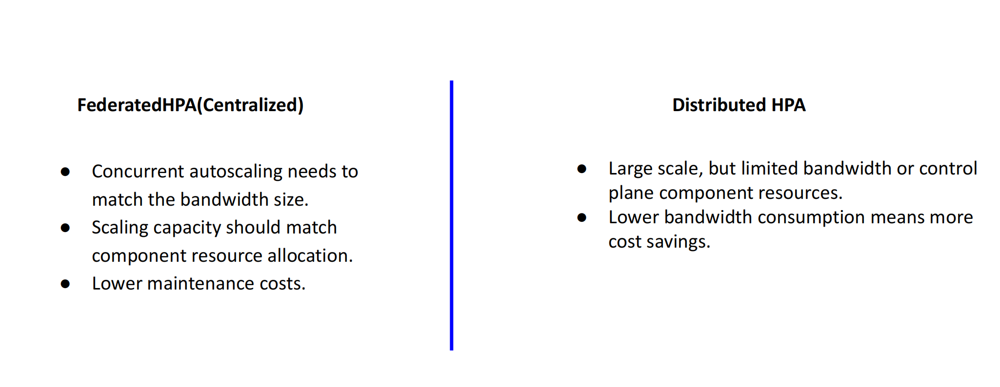 FederatedHPA(Centralized)
● Concurrent autoscaling needs to
match the bandwidth size.
● Scaling capacity should match
component resource allocation.
● Lower maintenance costs.
Distributed HPA
● Large scale, but limited bandwidth or control
plane component resources.
● Lower bandwidth consumption means more
cost savings.